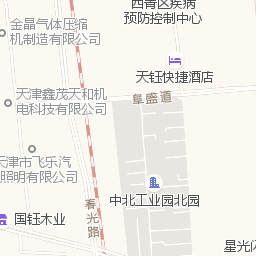 西青区疾病
预防控制中心
金晶气体压缩
机制造有限公司
天钰快捷酒店
阜盛道
天津鑫茂天和机
电科技有限公司
天津市飞乐汽
照明有限公司
中北工业园北园
春光路
国钰木业
星光闪